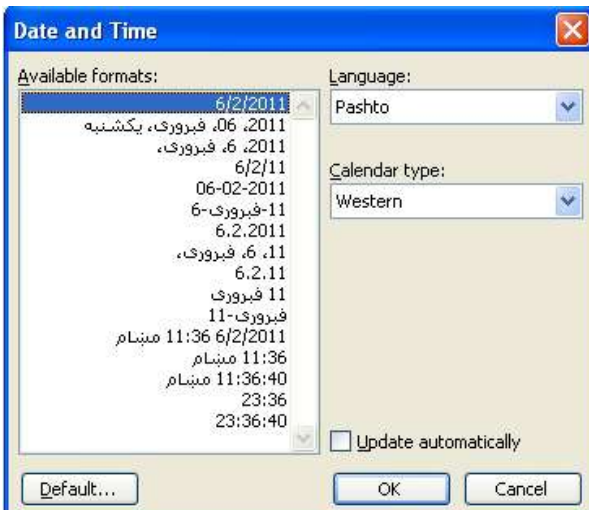 Date and Time
Available formats:
6/2/2011
2011، 06، فبروری، یکشنبه
2011، 6، فبروری،
6/2/11
06-02-2011
11-فبروری-6
6.2.2011
11، 6، فبروری،
6.2.11
11 فبروری
فبروری-11
6/2/2011 11:36 مښام
11:36 مښام
11:36:40 مښام
23:36
23:36:40
Language:
Pashto
Calendar type:
Western
Update automatically
Default...
OK
Cancel